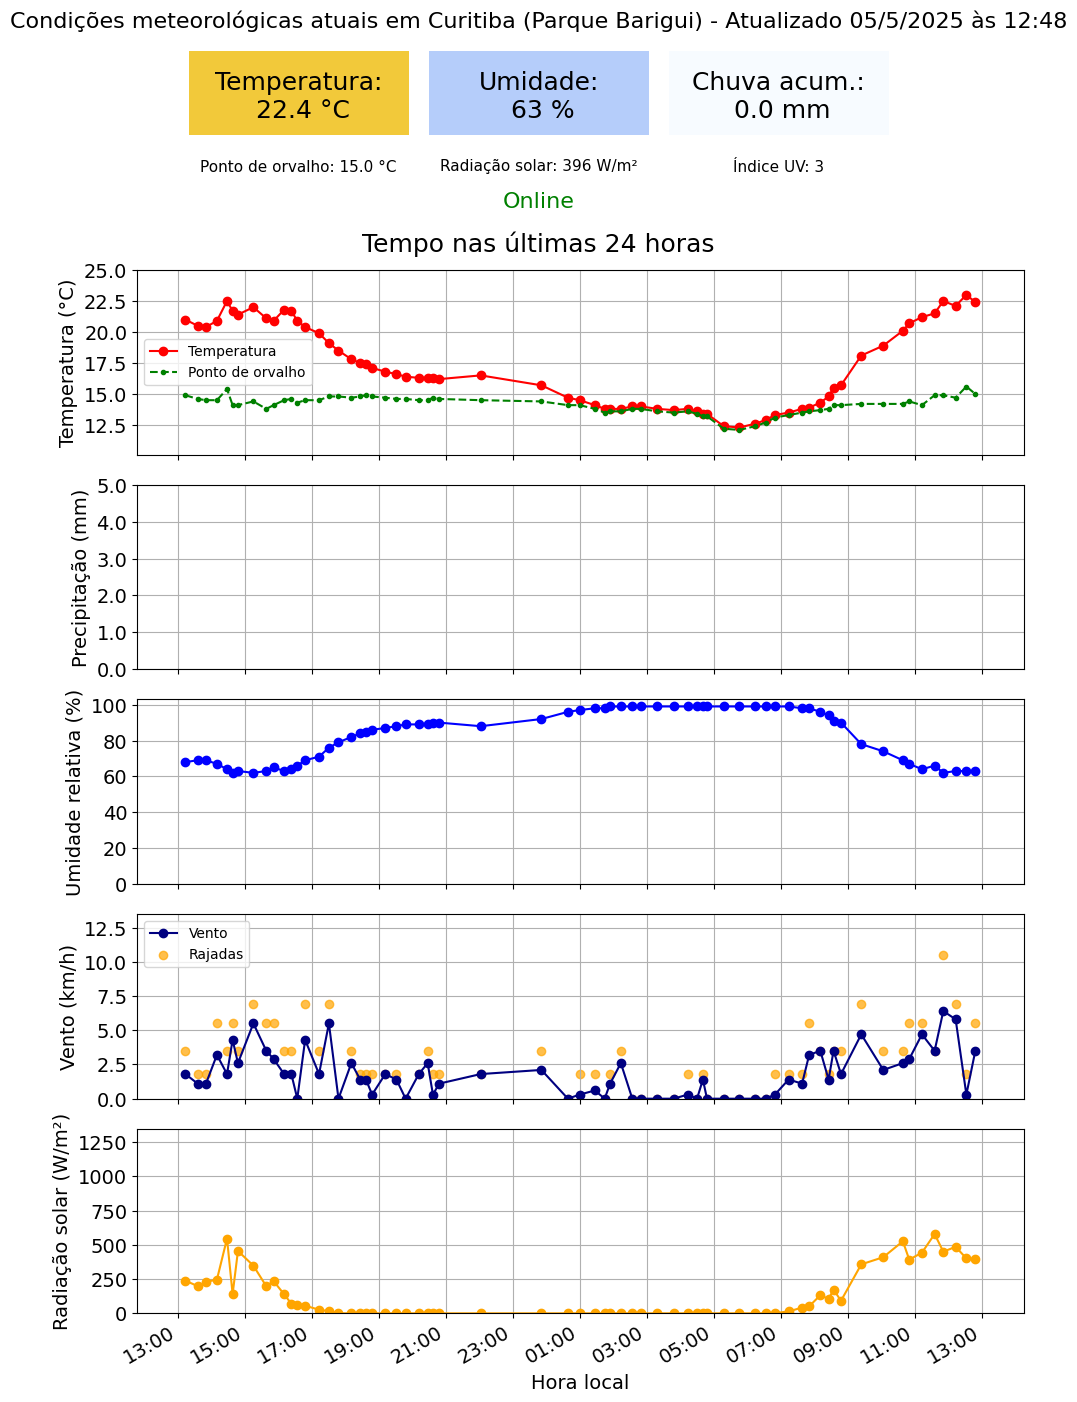 Condições meteorológicas atuais em Curitiba (Parque Barigui) - Atualizado 05/5/2025 às 12:48
Temperatura:
22.4 °C
Umidade:
63 %
Chuva acum.:
0.0 mm
Ponto de orvalho: 15.0 °C
Radiação solar: 396 W/m²
Índice UV: 3
Online
Tempo nas últimas 24 horas
Temperatura (°C)
25.0
22.5
20.0
17.5
15.0
12.5
Temperatura
Ponto de orvalho
Precipitação (mm)
5.0
4.0
3.0
2.0
1.0
0.0
Umidade relativa (%)
100
80
60
40
20
0
Vento (km/h)
12.5
10.0
7.5
5.0
2.5
0.0
Vento
Rajadas
Radiação solar (W/m²)
1250
1000
750
500
250
0
13:00
15:00
17:00
19:00
21:00
23:00
01:00
03:00
05:00
07:00
09:00
11:00
13:00
Hora local